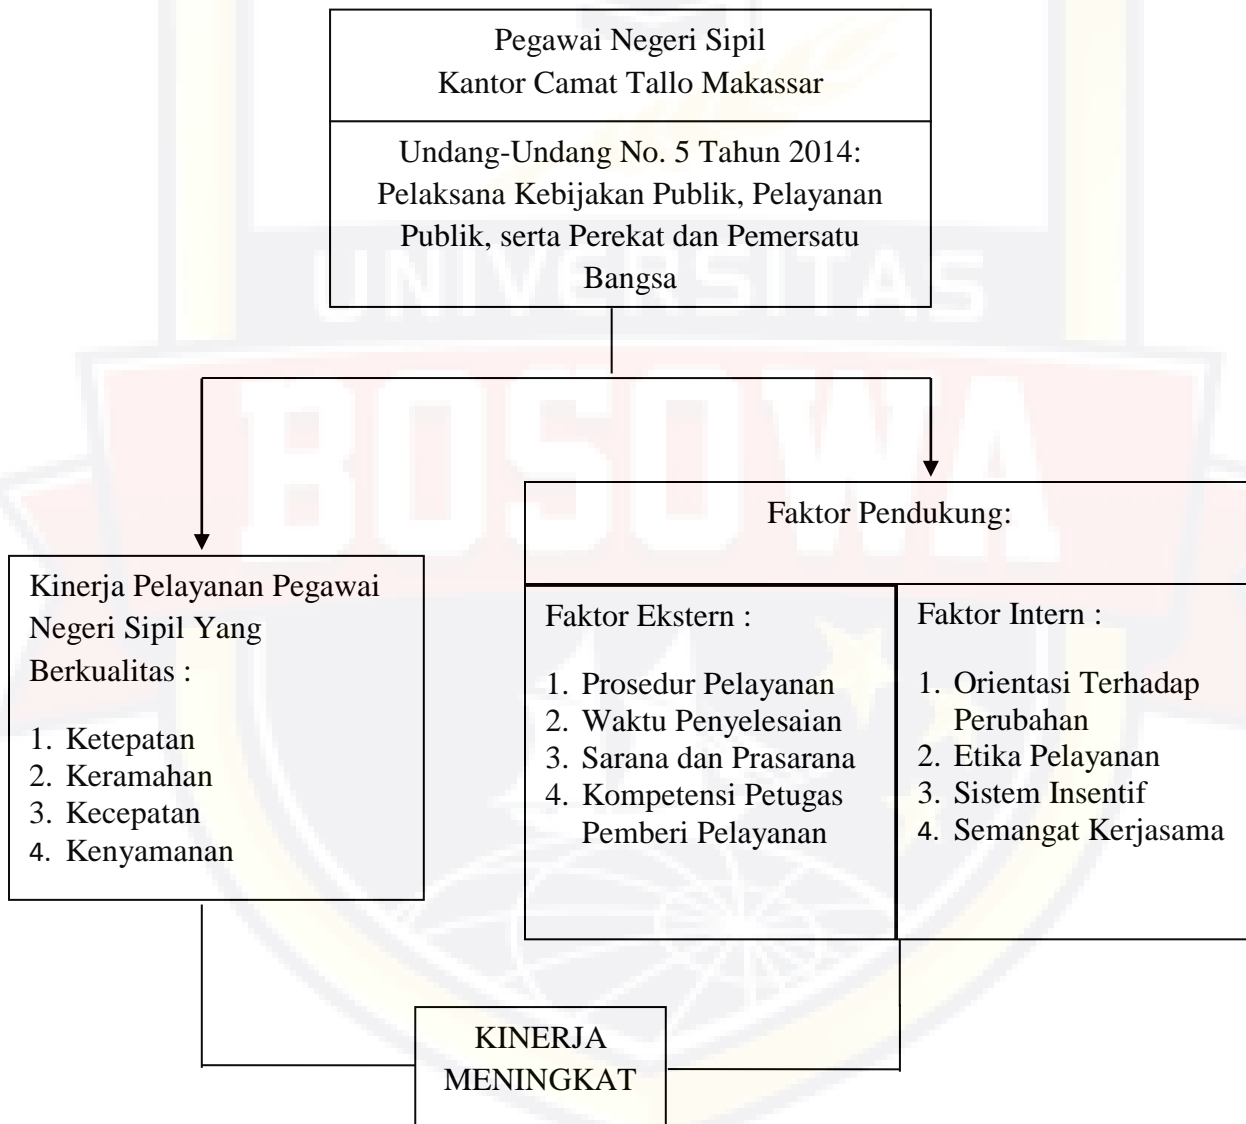 Pegawai Negeri Sipil
Kantor Camat Tallo Makassar
Undang-Undang No. 5 Tahun 2014:
Pelaksana Kebijakan Publik, Pelayanan
Publik, serta Perekat dan Pemersatu
Bangsa
UNIVERSITAS
BOSOWA
Kinerja Pelayanan Pegawai
Negeri Sipil Yang
Berkualitas :
1. Ketepatan
2. Keramahan
3. Kecepatan
4. Kenyamanan
Faktor Pendukung:
Faktor Ekstern :
1. Prosedur Pelayanan
2. Waktu Penyelesaian
3. Sarana dan Prasarana
4. Kompetensi Petugas
Pemberi Pelayanan
Faktor Intern :
1. Orientasi Terhadap
Perubahan
2. Etika Pelayanan
3. Sistem Insentif
4. Semangat Kerjasama
KINERJA
MENINGKAT